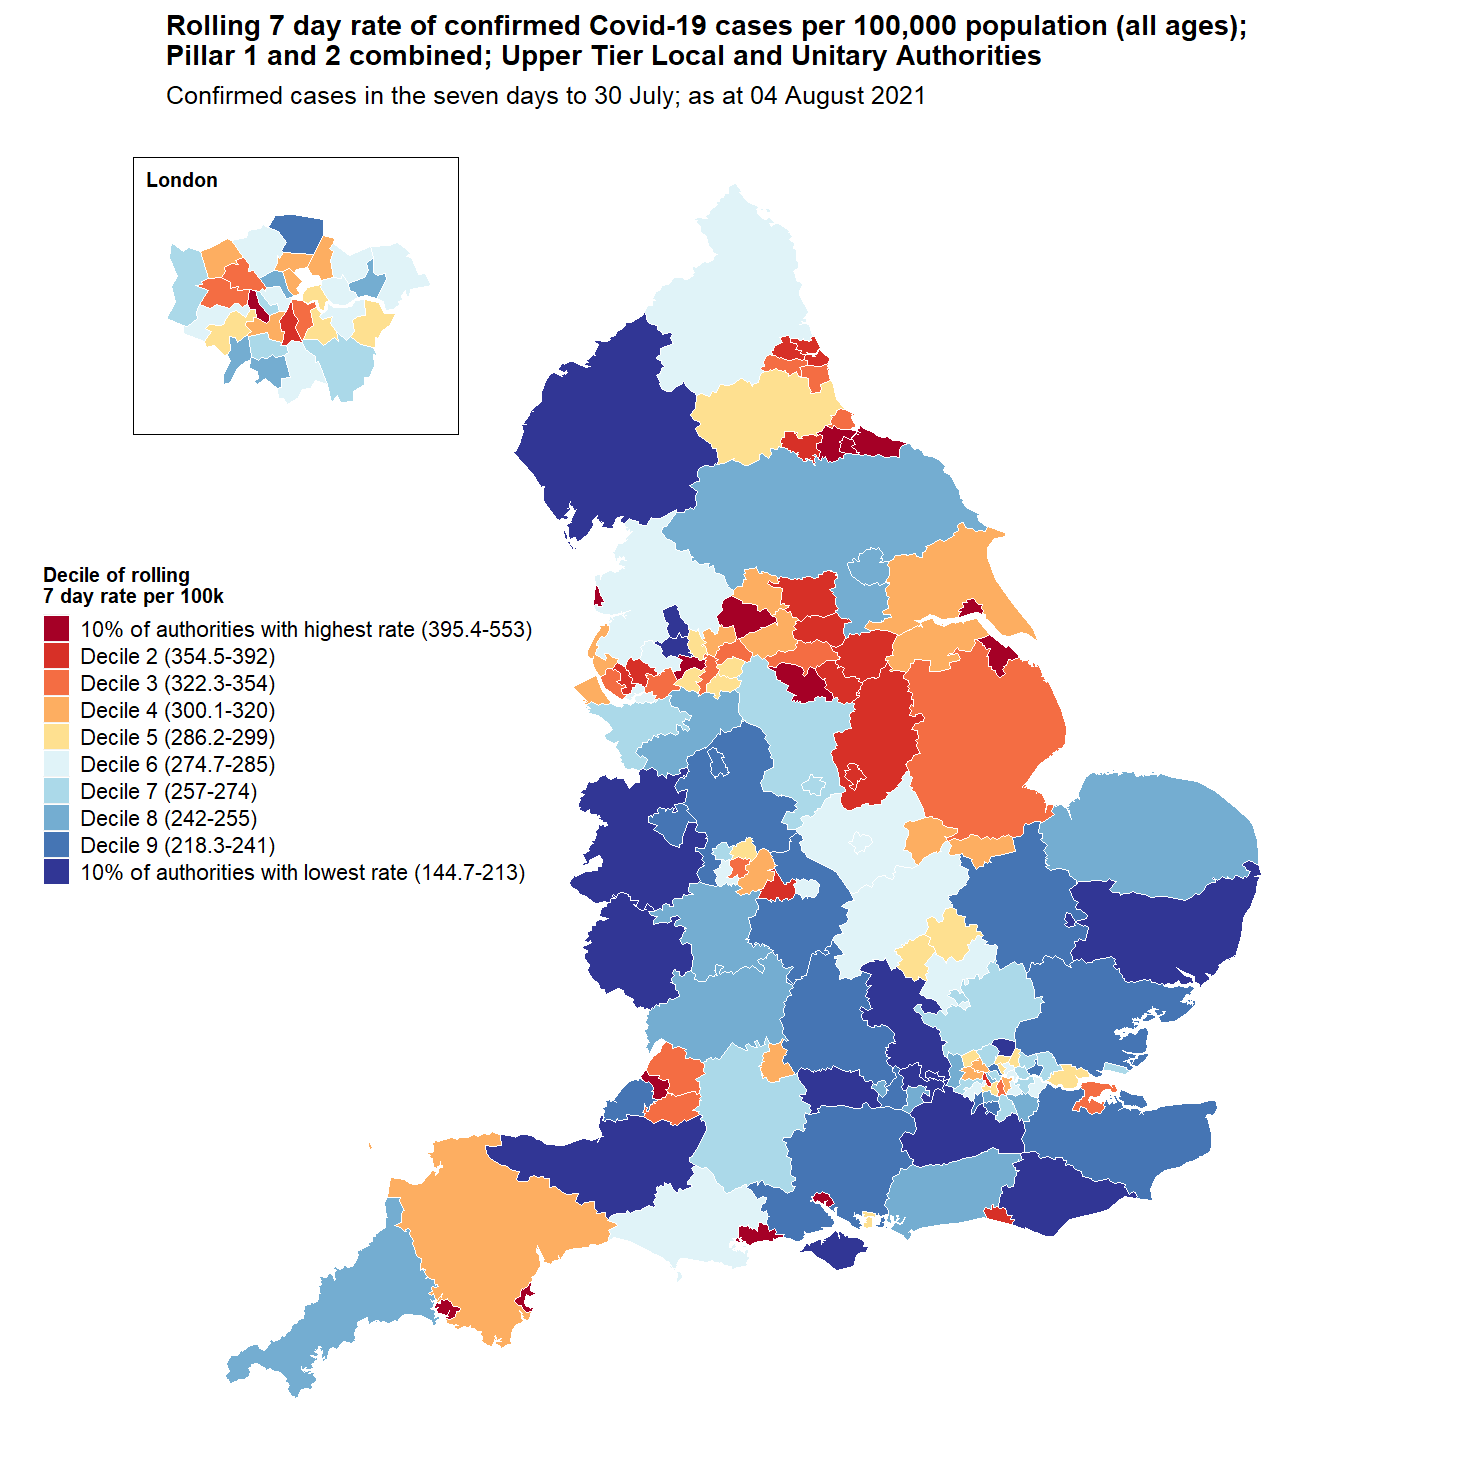 Rolling 7 day rate of confirmed Covid-19 cases per 100,000 population (all ages);
Pillar 1 and 2 combined; Upper Tier Local and Unitary Authorities
Confirmed cases in the seven days to 30 July; as at 04 August 2021
London
Decile of rolling
7 day rate per 100k
10% of authorities with highest rate (395.4-553)
Decile 2 (354.5-392)
Decile 3 (322.3-354)
Decile 4 (300.1-320)
Decile 5 (286.2-299)
Decile 6 (274.7-285)
Decile 7 (257-274)
Decile 8 (242-255)
Decile 9 (218.3-241)
10% of authorities with lowest rate (144.7-213)